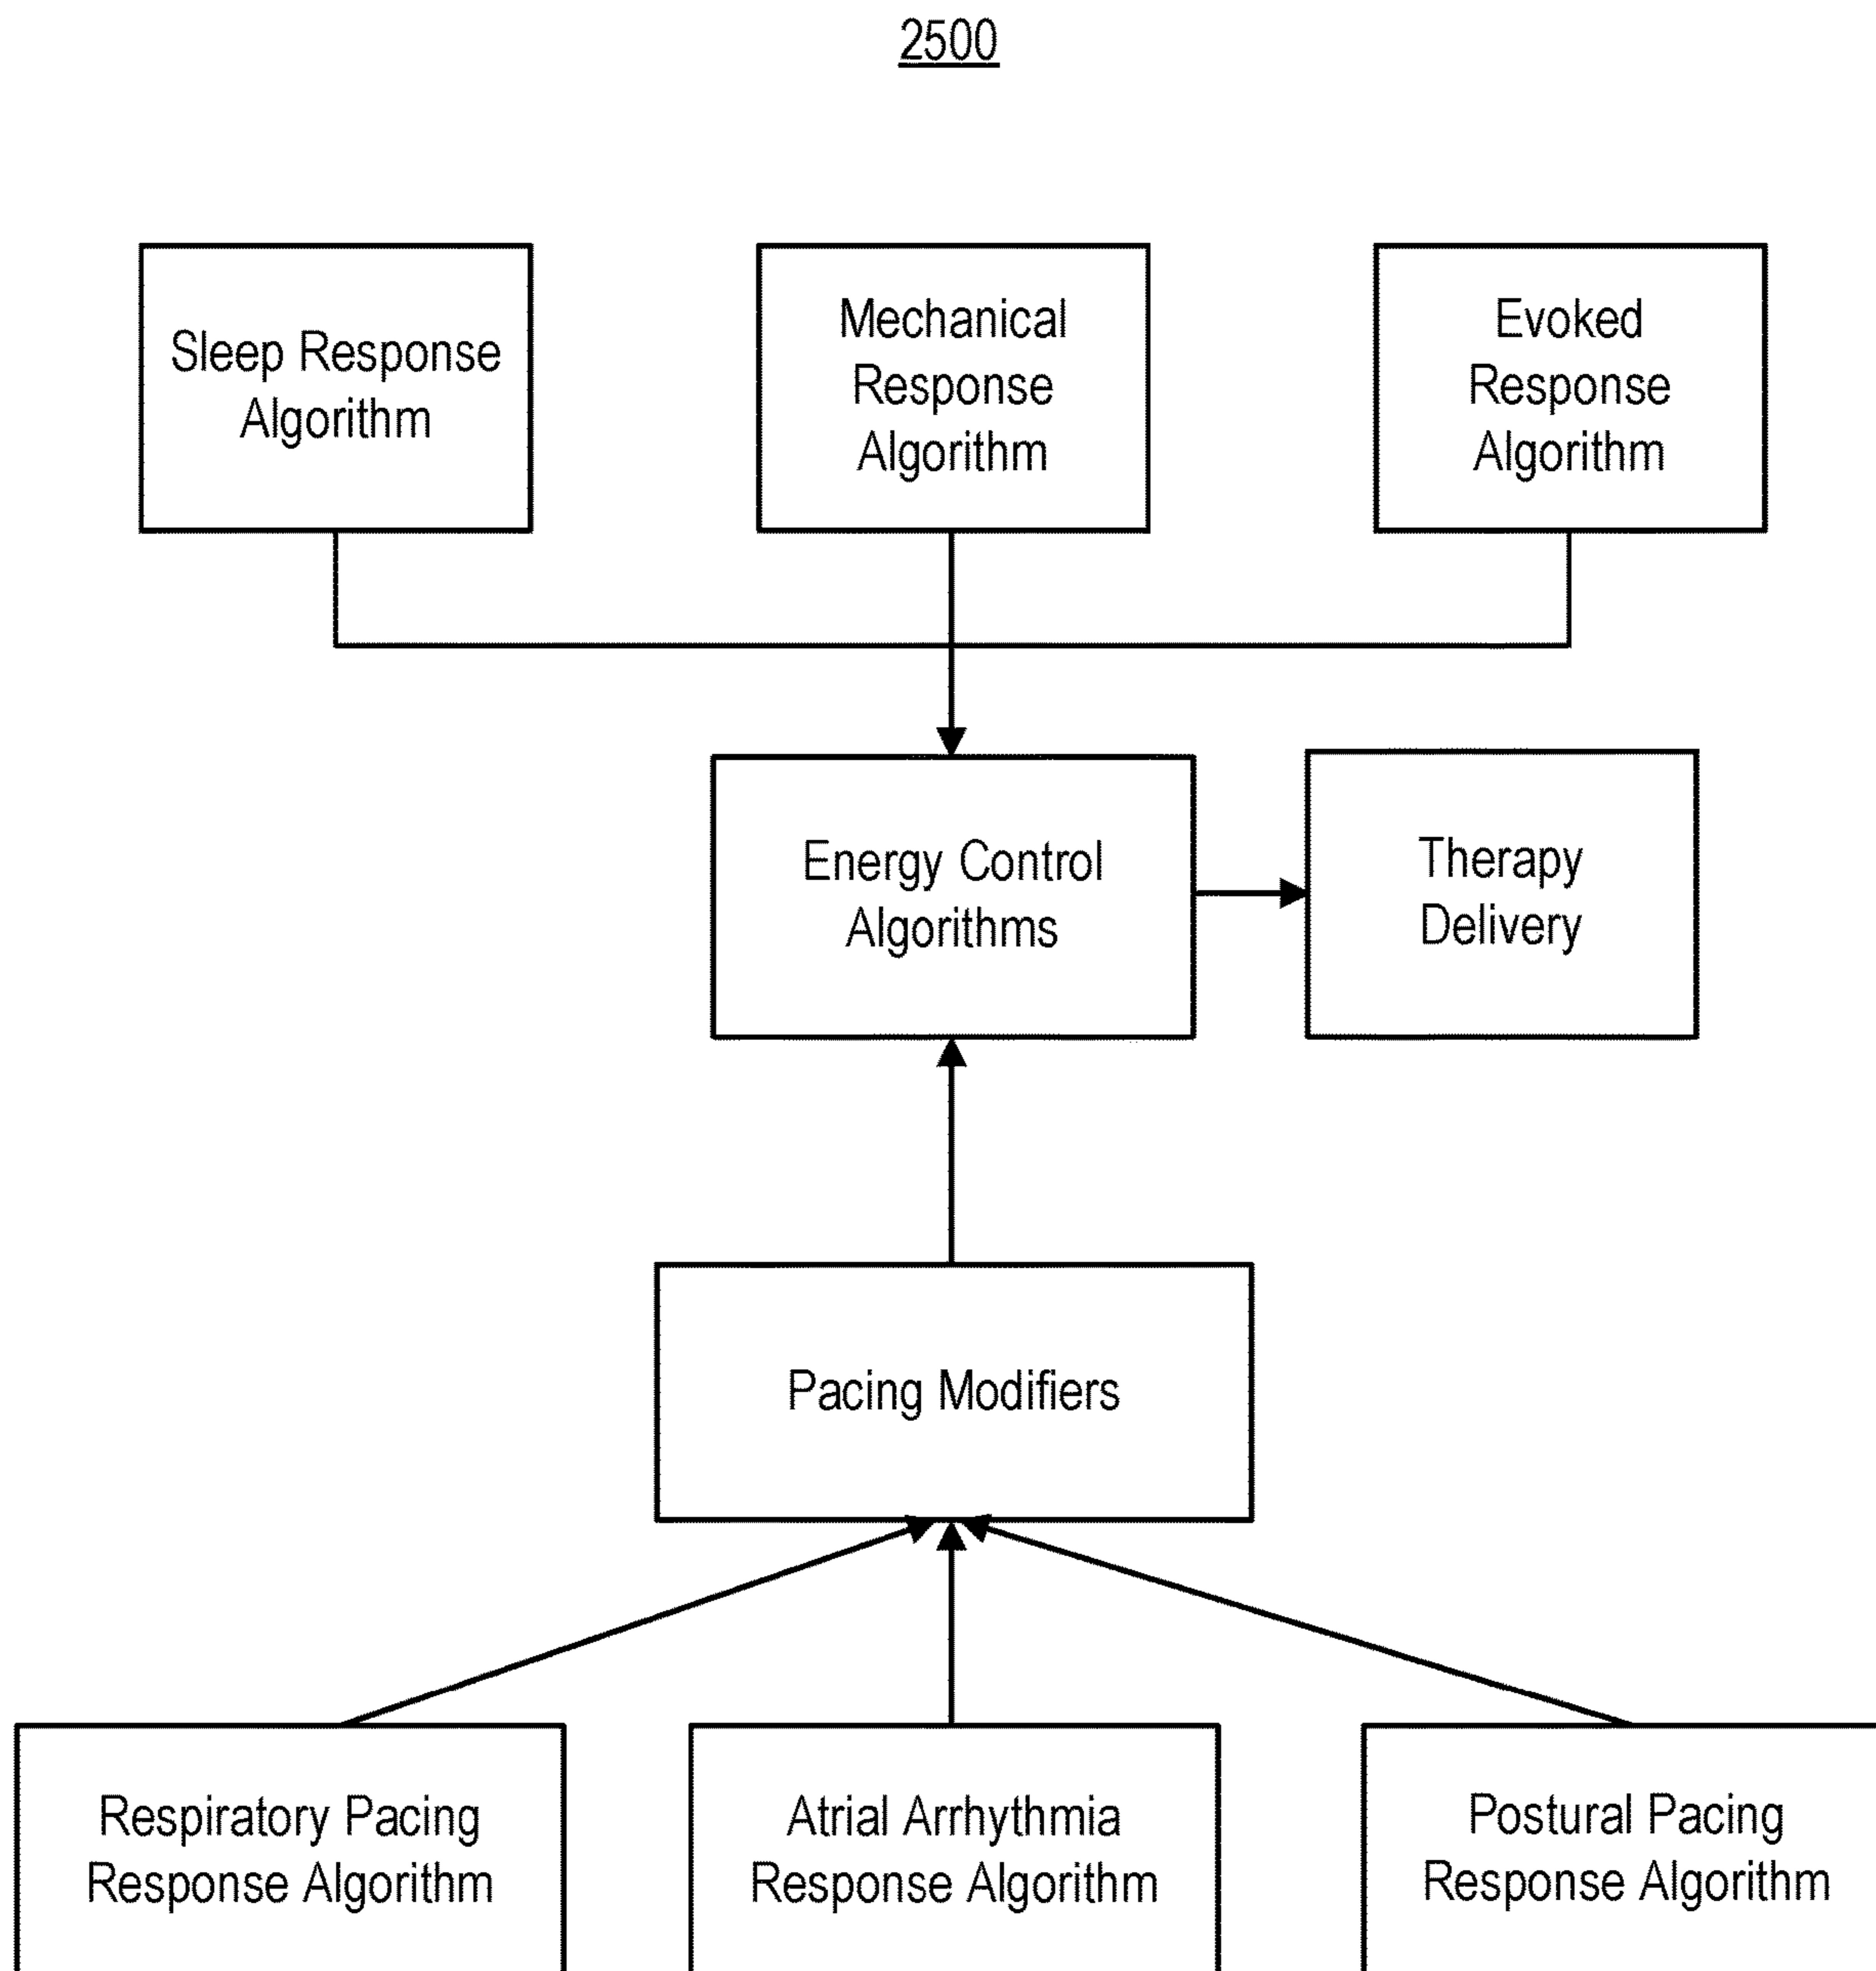 2500
Sleep Response
Algorithm
Mechanical
Response
Algorithm
Evoked
Response
Algorithm
Energy Control
Algorithms
Therapy
Delivery
Pacing Modifiers
Respiratory Pacing
Response Algorithm
Atrial Arrhythmia
Response Algorithm
Postural Pacing
Response Algorithm